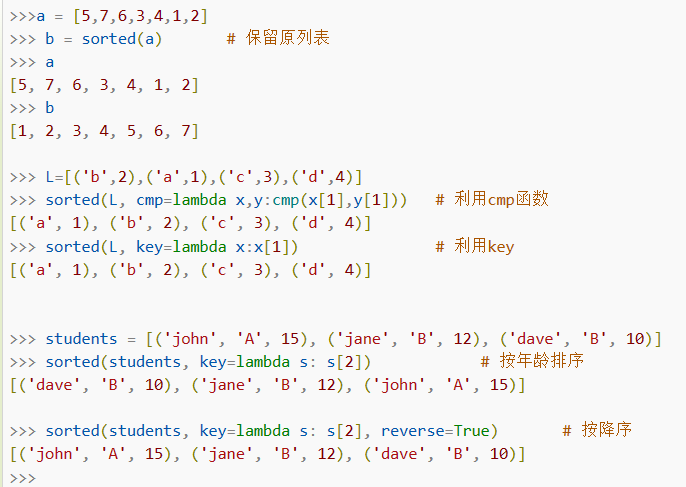 >>>a = [5,7,6,3,4,1,2]
>>> b = sorted(a)       # 保留原列表
>>> a
[5, 7, 6, 3, 4, 1, 2]
>>> b
[1, 2, 3, 4, 5, 6, 7]
>>> L=[('b',2),('a',1),('c',3),('d',4)]
>>> sorted(L, cmp=lambda x,y:cmp(x[1],y[1]))   # 利用cmp函数
[('a', 1), ('b', 2), ('c', 3), ('d', 4)]
>>> sorted(L, key=lambda x:x[1])               # 利用key
[('a', 1), ('b', 2), ('c', 3), ('d', 4)]
>>> students = [('john', 'A', 15), ('jane', 'B', 12), ('dave', 'B', 10)]
>>> sorted(students, key=lambda s: s[2])            # 按年龄排序
[('dave', 'B', 10), ('jane', 'B', 12), ('john', 'A', 15)]
>>> sorted(students, key=lambda s: s[2], reverse=True)       # 按降序
[('john', 'A', 15), ('jane', 'B', 12), ('dave', 'B', 10)]
>>>